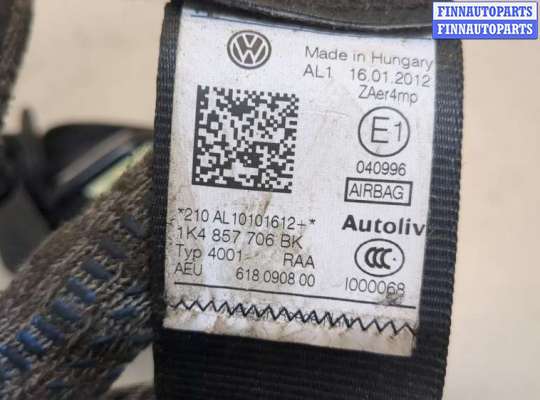 FINNAUTOPARTS
FINNAUTOPARTS
Made in Hungary
AL1 16.01.2012
ZAer4mp
E1
040996
AIRBAG
*210 AL10101612+*
1K4 857 706 BK
Autoliv
Typ 4001 RAA
CCC
AEU 618 0908 00
I000068